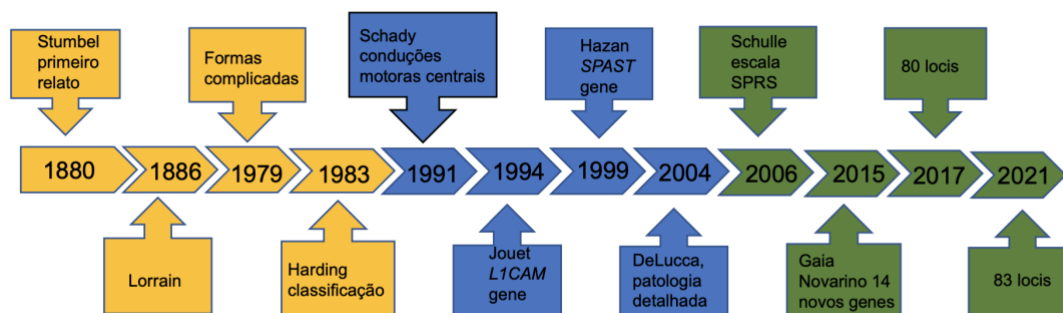 Stumbel
primeiro
relato
Formas
complicadas
Schady
conduções
motoras centrais
Hazan
SPAST
gene
Schulle
escala
SPRS
80 locis
1880
1886
1979
1983
1991
1994
1999
2004
2006
2015
2017
2021
Lorrain
Harding
classificação
Jouet
L1CAM
gene
DeLucca,
patologia
detalhada
Gaia
Novarino 14
novos genes
83 locis